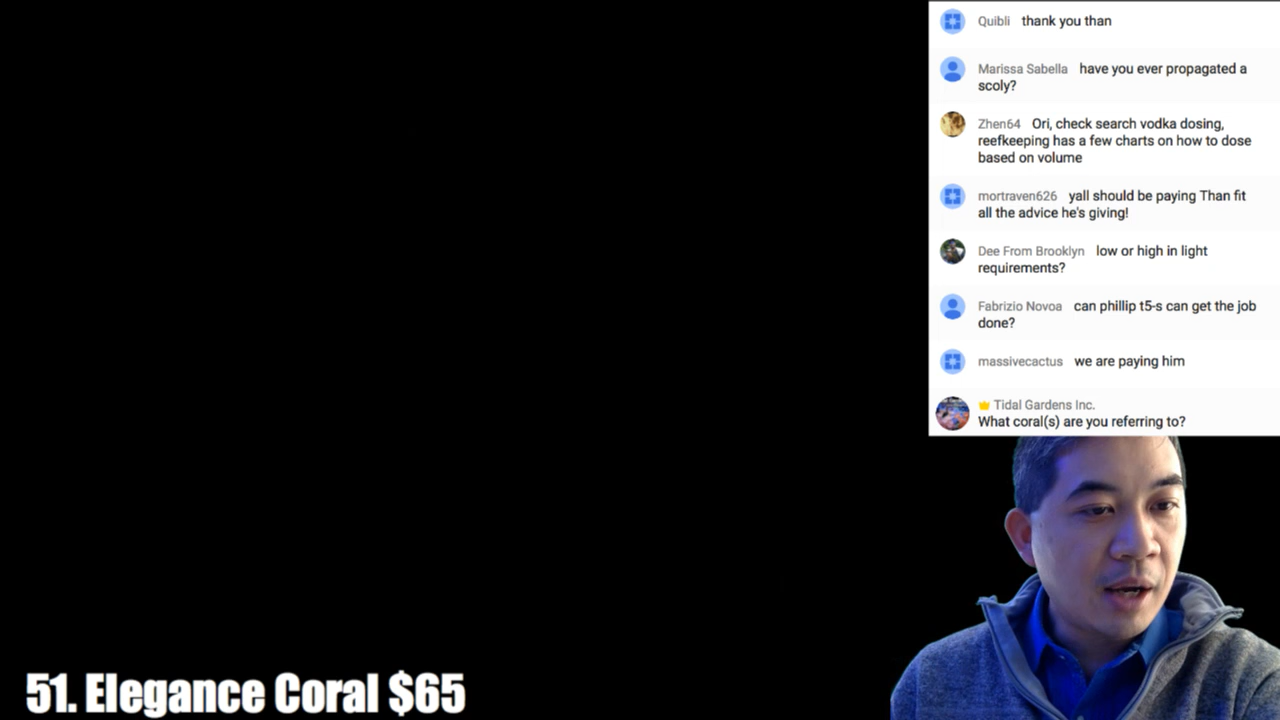 Quibli thank you than
Marissa Sabella have you ever propagated a
scoly?
Zhen64 Ori, check search vodka dosing,
reefkeeping has a few charts on how to dose
based on volume
mortraven626 yall should be paying Than fit
all the advice he's giving!
Dee From Brooklyn low or high in light
requirements?
Fabrizio Novoa can phillip t5-s can get the job
done?
massivecactus we are paying him
Tidal Gardens Inc.
What coral(s) are you referring to?
51. Elegance Coral $65